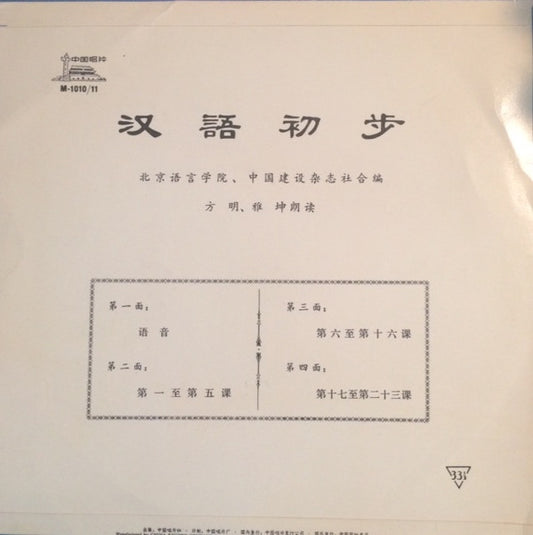 中国唱片
M-1010/11
汉語初步
北京语言学院、中国建设杂志社合编
方明、雅坤朗读
第一面：
语音
第二面：
第一至第五课
第三面：
第六至第十六课
第四面：
第十七至第二十三课
33⅓